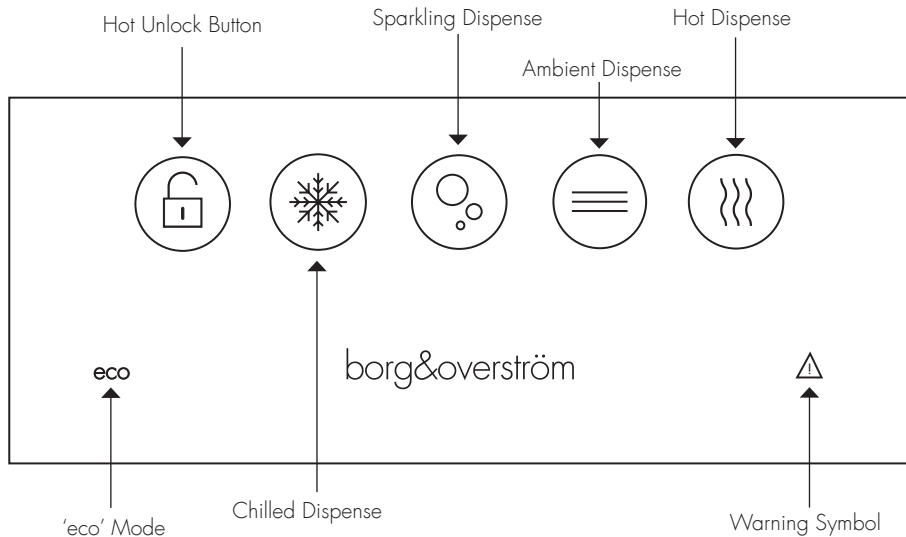 Hot Unlock Button
Sparkling Dispense
Ambient Dispense
Hot Dispense
eco
borg&overström
!
'eco' Mode
Chilled Dispense
Warning Symbol